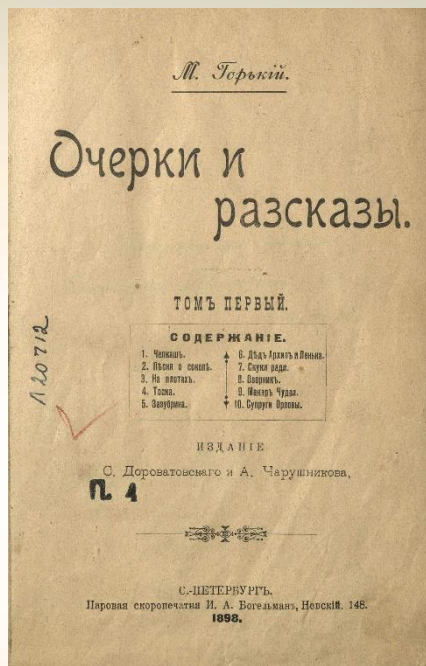 М. Горькій.
Очерки и
разсказы.
ТОМЪ ПЕРВЫЙ.
СОДЕРЖАНІЕ.
1. Челкашъ.
2. Пѣсня о соколѣ.
3. На плотахъ.
4. Тоска.
5. Зазубрина.
6. Дѣдъ Архипъ и Ленька.
7. Скуки ради.
8. Озорникъ.
9. Макаръ Чудра.
10. Супруги Орловы.
ИЗДАНІЕ
С. Дороватовскаго и А. Чарушникова.
П. 1
С.-ПЕТЕРБУРГЪ.
Паровая скоропечатня И. А. Богельманъ, Невскій. 148.
1898.